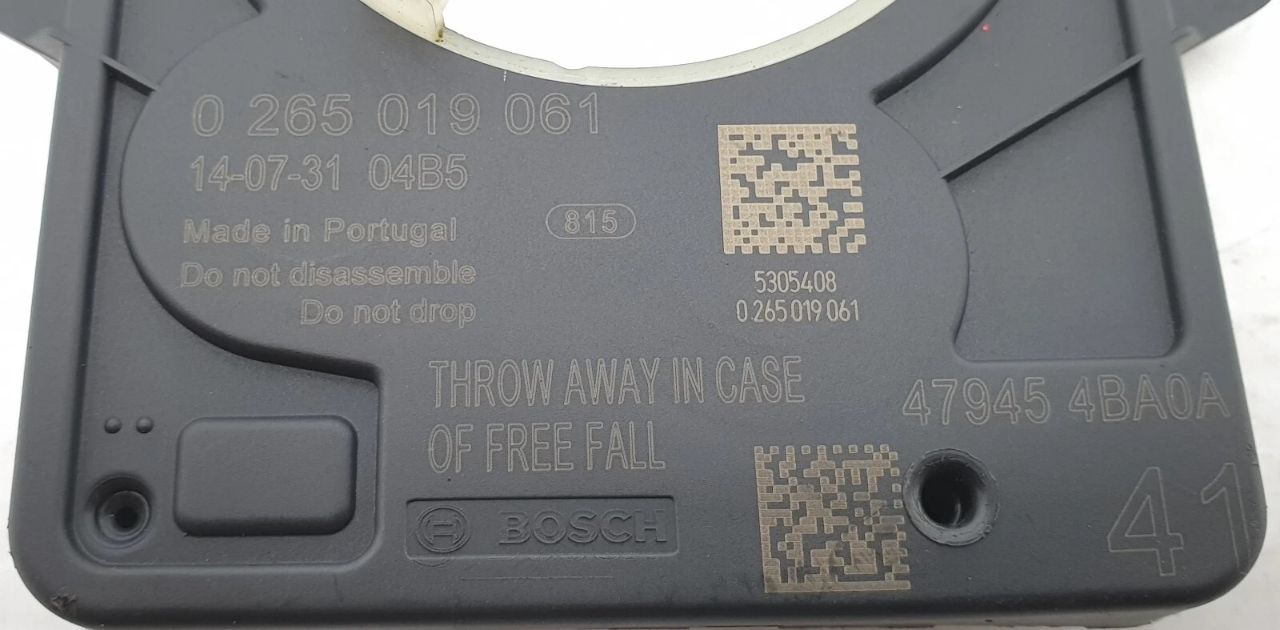 0 265 019 061
14-07-31 04B5
Made in Portugal
815
Do not disassemble
Do not drop
5305408
0 265 019 061
THROW AWAY IN CASE
OF FREE FALL
47945 4BA0A
BOSCH
41